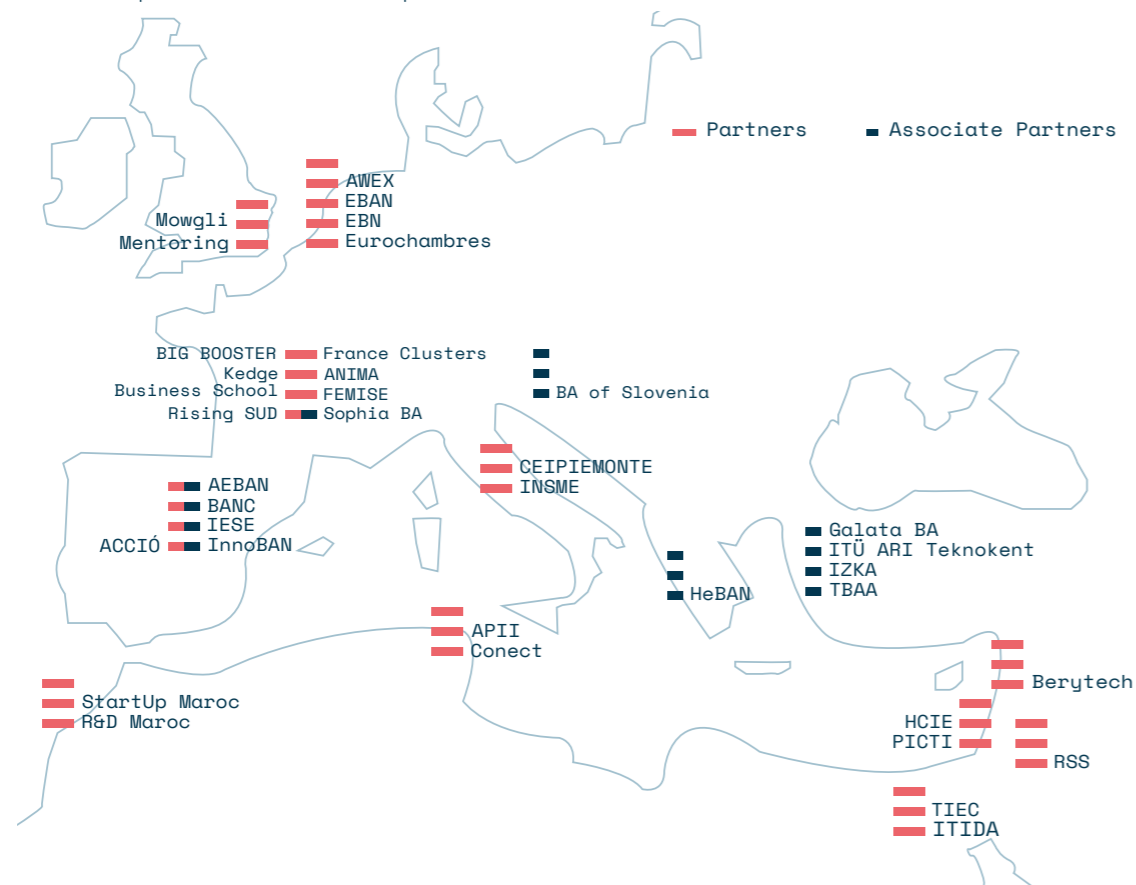 Partners
Associate Partners
AWEX
EBAN
EBN
Eurochambres
Mowgli
Mentoring
BIG BOOSTER
Kedge
Business School
Rising SUD
France Clusters
ANIMA
FEMISE
Sophia BA
BA of Slovenia
CEIPIEMONTE
INSME
AEBAN
BANC
IESE
ACCIÓ
InnoBAN
Galata BA
ITÜ ARI Teknokent
IZKA
TBAA
HeBAN
APII
Conect
StartUp Maroc
R&D Maroc
Berytech
HCIE
PICTI
RSS
TIEC
ITIDA